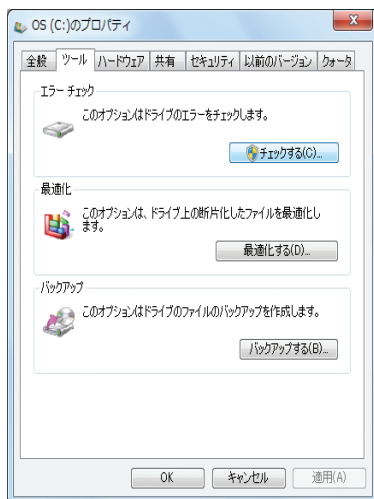 OS (C:)のプロパティ
全般 ツール ハードウェア 共有 セキュリティ 以前のバージョン クォータ
エラー チェック
このオプションはドライブのエラーをチェックします。
チェックする(C)...
最適化
このオプションは、ドライブ上の断片化したファイルを最適化し
ます。
最適化する(D)...
バックアップ
このオプションはドライブのファイルのバックアップを作成します。
バックアップする(B)...
OK キャンセル 適用(A)